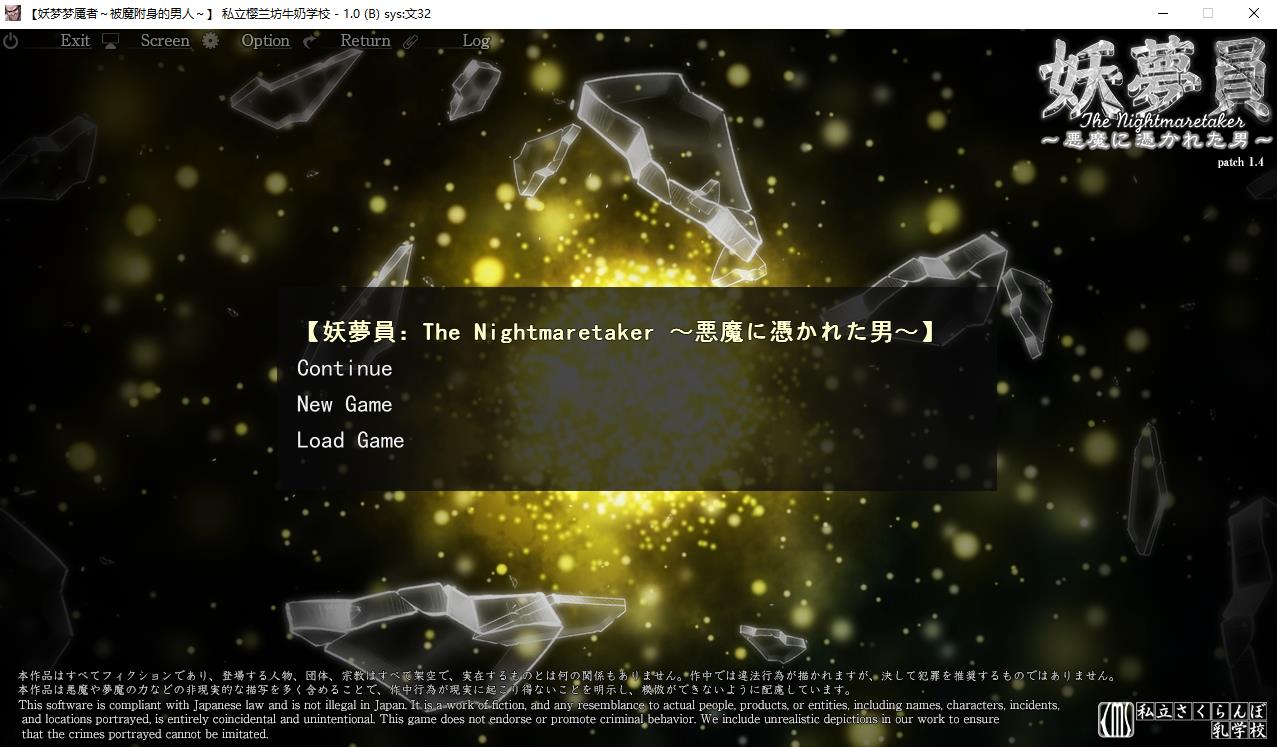 【妖梦梦魇者～被魔附身的男人～】 私立樱兰坊牛奶学校 - 1.0 (B) sys:文32
Exit Screen Option Return Log
妖夢員
The Nightmaretaker
～悪魔に憑かれた男～
patch 1.4
【妖夢員: The Nightmaretaker ～悪魔に憑かれた男～】
Continue
New Game
Load Game
本作品はすべてフィクションであり、登場する人物、団体、宗教はすべて架空で、実在するものとは何の関係もありません。作中では違法行為が描かれますが、決して犯罪を推奨するものではありません。
本作品は悪魔や夢魔の力などの非現実的な描写を多く含めることで、作中行為が現実に起こり得ないことを明示し、模倣ができないように配慮しています。
This software is compliant with Japanese law and is not illegal in Japan. It is a work of fiction, and any resemblance to actual people, products, or entities, including names, characters, incidents,
and locations portrayed, is entirely coincidental and unintentional. This game does not endorse or promote criminal behavior. We include unrealistic depictions in our work to ensure
that the crimes portrayed cannot be imitated.
私立さくらんぼ
乳学校